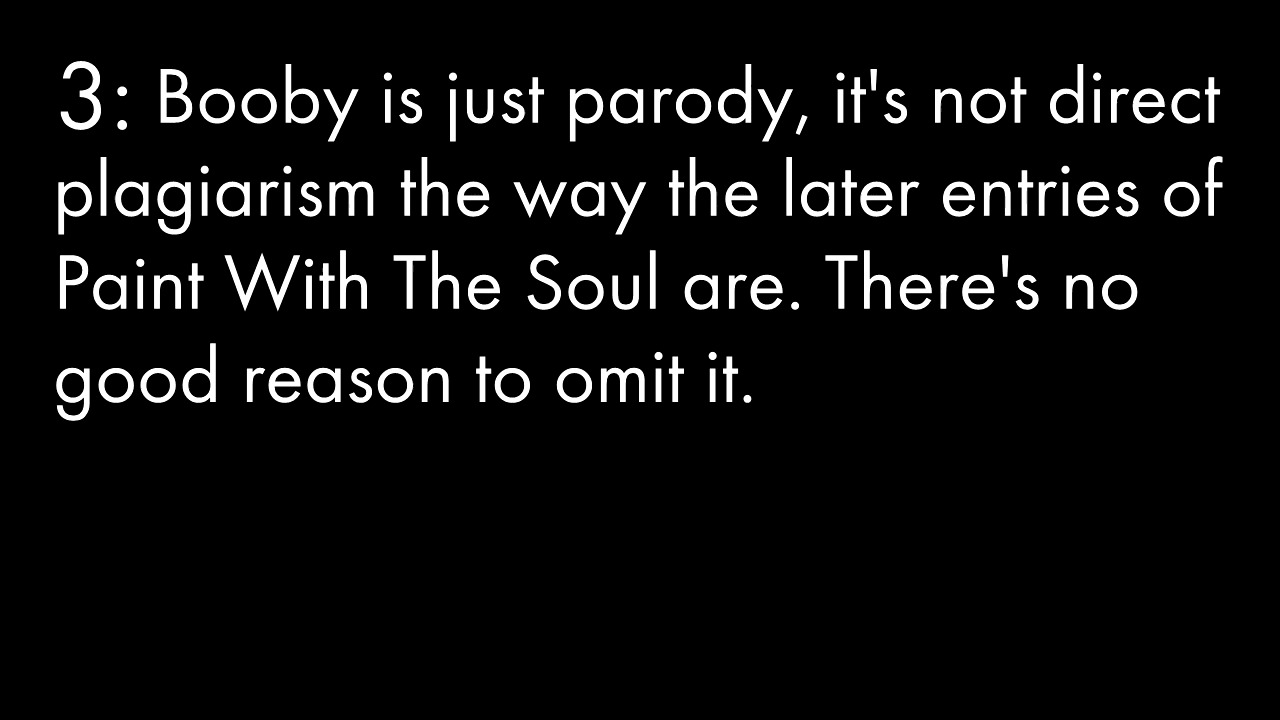 3: Booby is just parody, it's not direct
plagiarism the way the later entries of
Paint With The Soul are. There's no
good reason to omit it.